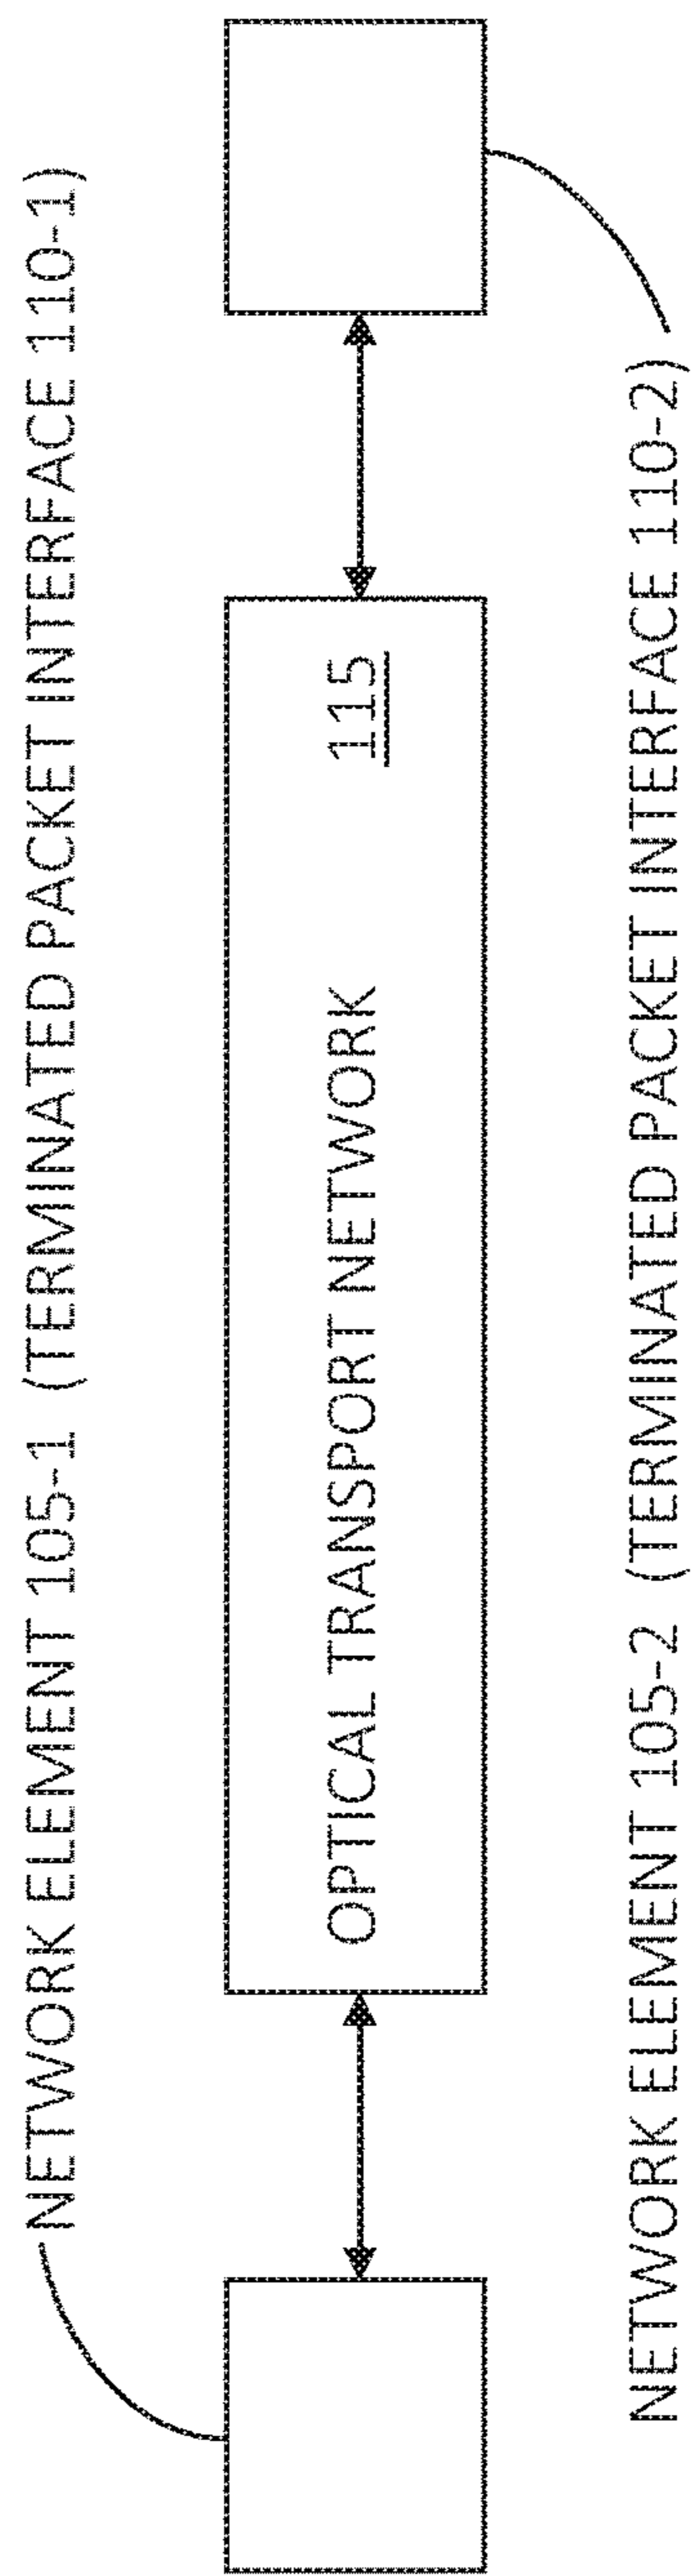 NETWORK ELEMENT 105-1 (TERMINATED PACKET INTERFACE 110-1)
OPTICAL TRANSPORT NETWORK 115
NETWORK ELEMENT 105-2 (TERMINATED PACKET INTERFACE 110-2)